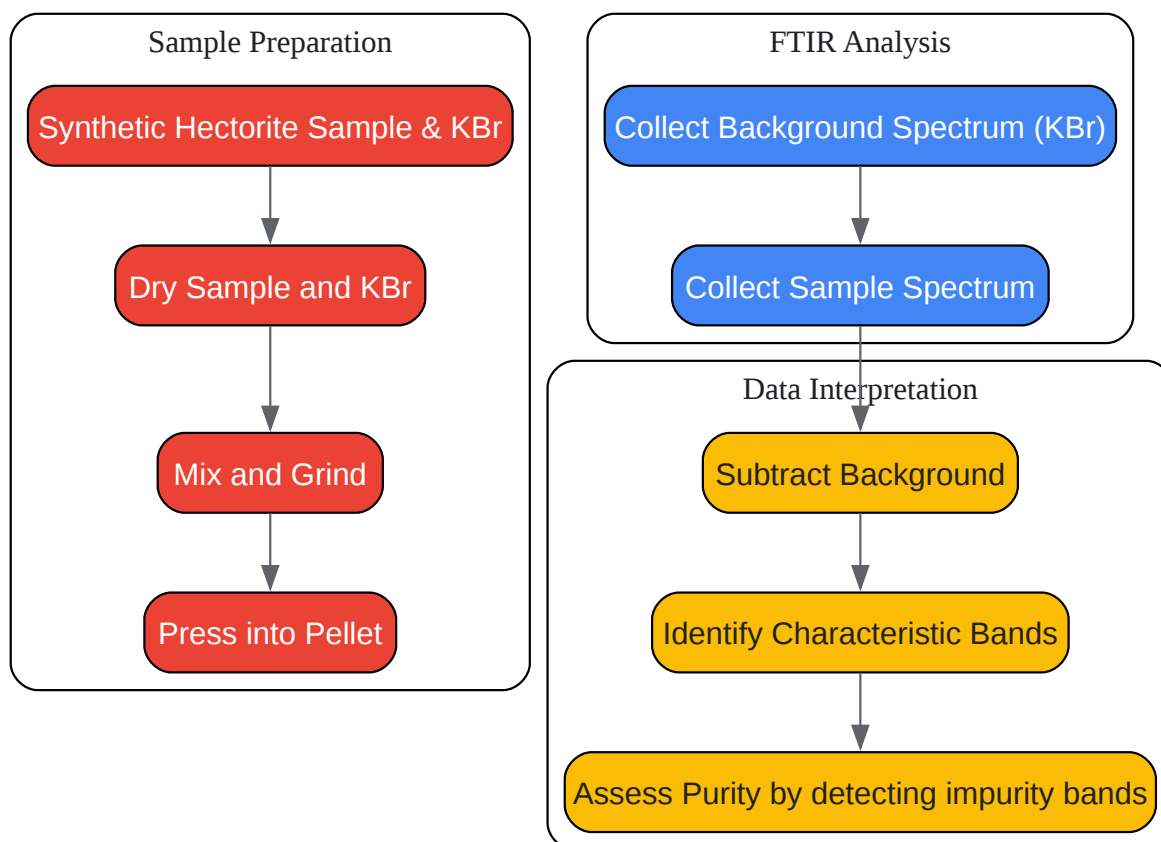 Sample Preparation
Synthetic Hectorite Sample & KBr
Dry Sample and KBr
Mix and Grind
Press into Pellet
FTIR Analysis
Collect Background Spectrum (KBr)
Collect Sample Spectrum
Data Interpretation
Subtract Background
Identify Characteristic Bands
Assess Purity by detecting impurity bands